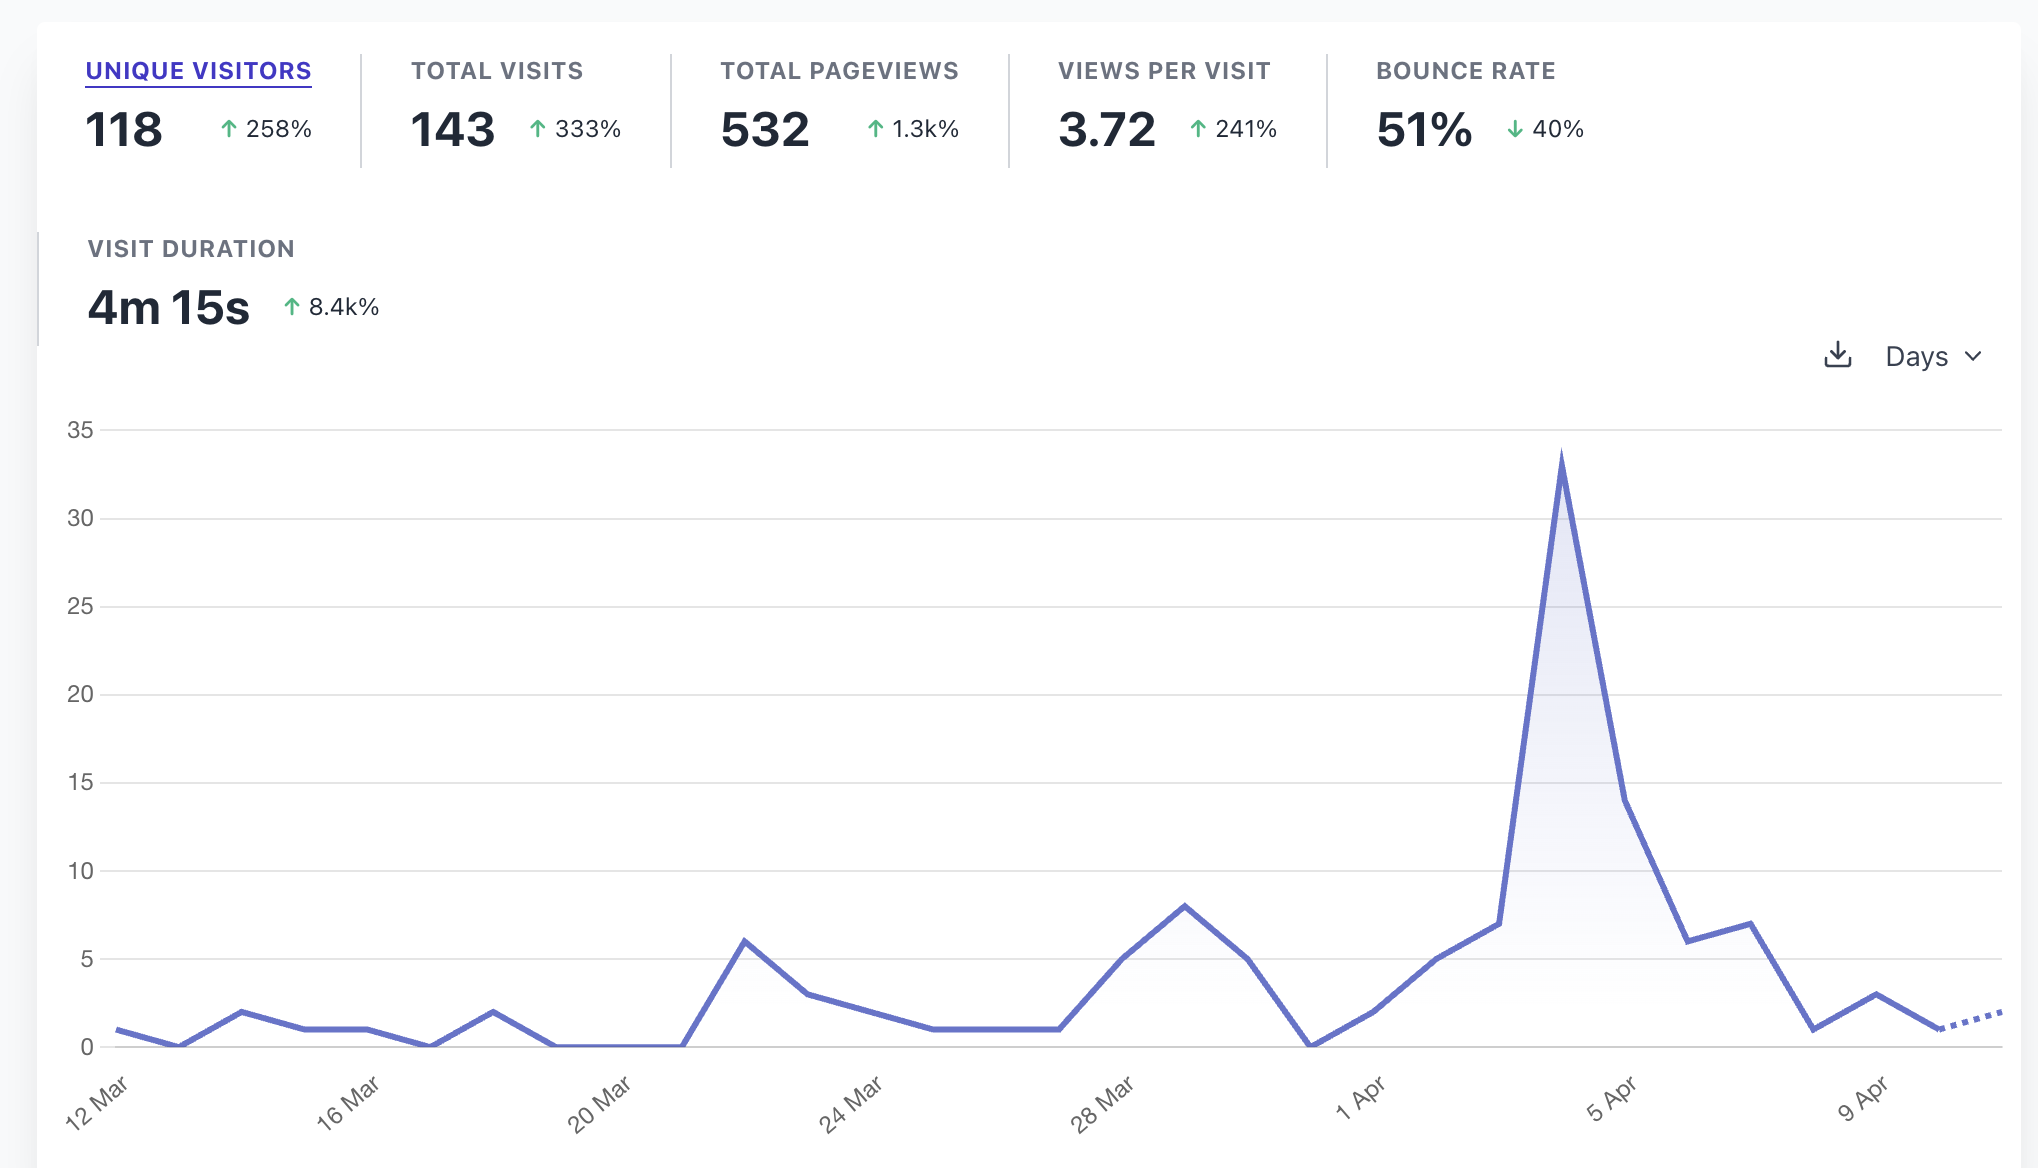 UNIQUE VISITORS TOTAL VISITS TOTAL PAGEVIEWS VIEWS PER VISIT BOUNCE RATE
118 ↑ 258% 143 ↑ 333% 532 ↑ 1.3k% 3.72 ↑ 241% 51% ↓ 40%
VISIT DURATION
4m 15s ↑ 8.4k%
Days
35
30
25
20
15
10
5
0
12 Mar 16 Mar 20 Mar 24 Mar 28 Mar 1 Apr 5 Apr 9 Apr